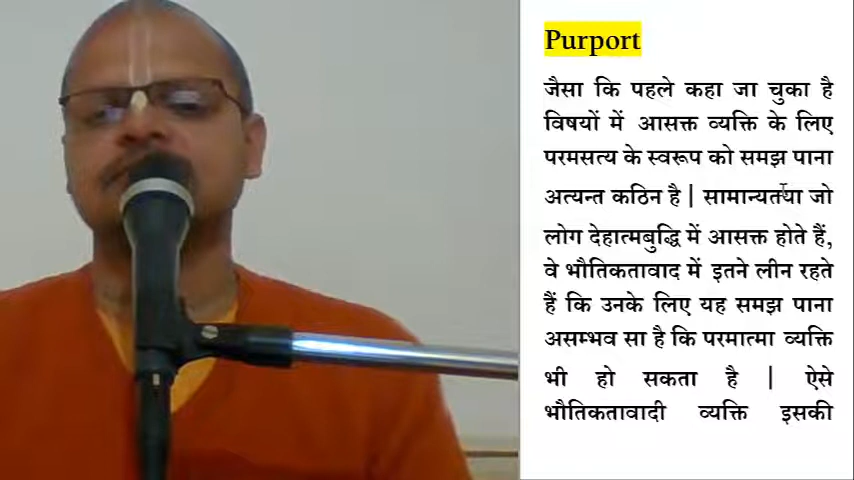 Purport
जैसा कि पहले कहा जा चुका है
विषयों में आसक्त व्यक्ति के लिए
परमसत्य के स्वरूप को समझ पाना
अत्यन्त कठिन है | सामान्यतया जो
लोग देहात्मबुद्धि में आसक्त होते हैं,
वे भौतिकतावाद में इतने लीन रहते
हैं कि उनके लिए यह समझ पाना
असम्भव सा है कि परमात्मा व्यक्ति
भी हो सकता है | ऐसे
भौतिकतावादी व्यक्ति इसकी